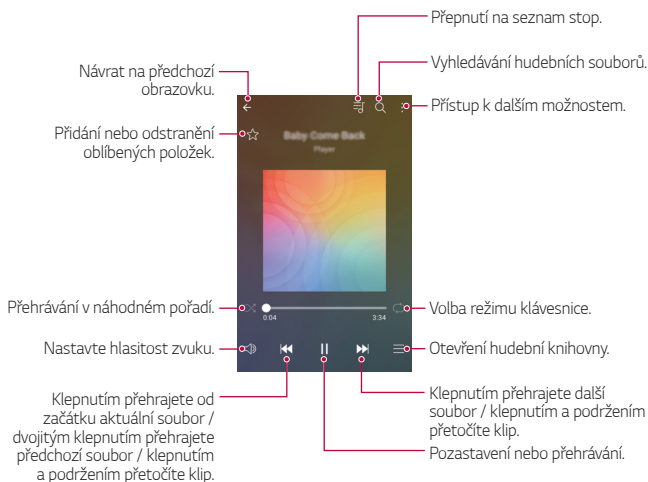 Přepnutí na seznam stop.
Vyhledávání hudebních souborů.
Přístup k dalším možnostem.
Návrat na předchozí
obrazovku.
Přidání nebo odstranění
oblíbených položek.
Baby Come Back
Player
0:04
3:34
Přehrávání v náhodném pořadí.
Nastavte hlasitost zvuku.
Klepnutím přehrajete od
začátku aktuální soubor /
dvojitým klepnutím přehrajete
předchozí soubor / klepnutím
a podržením přetočíte klip.
Volba režimu klávesnice.
Otevření hudební knihovny.
Klepnutím přehrajete další
soubor / klepnutím a podržením
přetočíte klip.
Pozastavení nebo přehrávání.